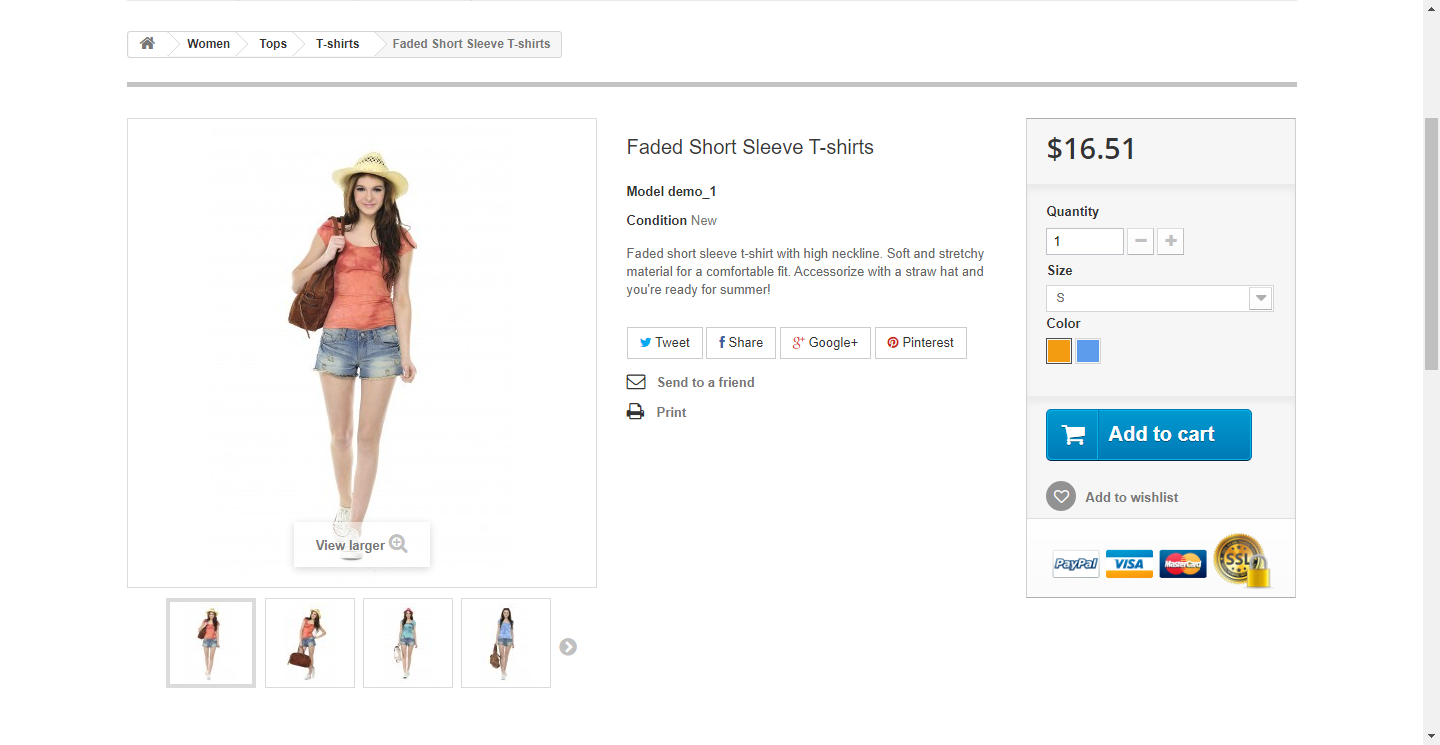 Women Tops T-shirts Faded Short Sleeve T-shirts
Faded Short Sleeve T-shirts
Model demo_1
Condition New
Faded short sleeve t-shirt with high neckline. Soft and stretchy
material for a comfortable fit. Accessorize with a straw hat and
you're ready for summer!
Tweet Share Google+ Pinterest
Send to a friend
Print
View larger
$16.51
Quantity
1
Size
S
Color
Add to cart
Add to wishlist
PayPal VISA MasterCard SSL